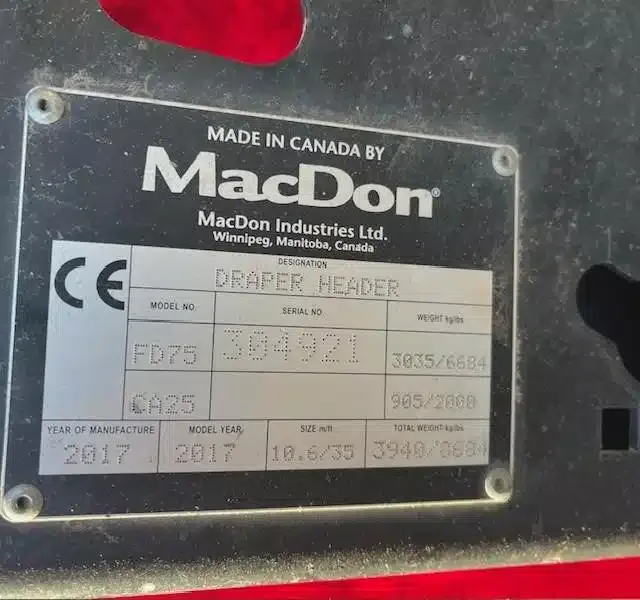 MADE IN CANADA BY
MacDon®
MacDon Industries Ltd.
Winnipeg, Manitoba, Canada
CE
DESIGNATION
DRAPER HEADER
MODEL NO. SERIAL NO. WEIGHT kg/lbs
FD75 304921 3035/6684
CA25 905/2000
YEAR OF MANUFACTURE MODEL YEAR SIZE m/ft TOTAL WEIGHT kg/lbs
2017 2017 10.6/35 3940/8684